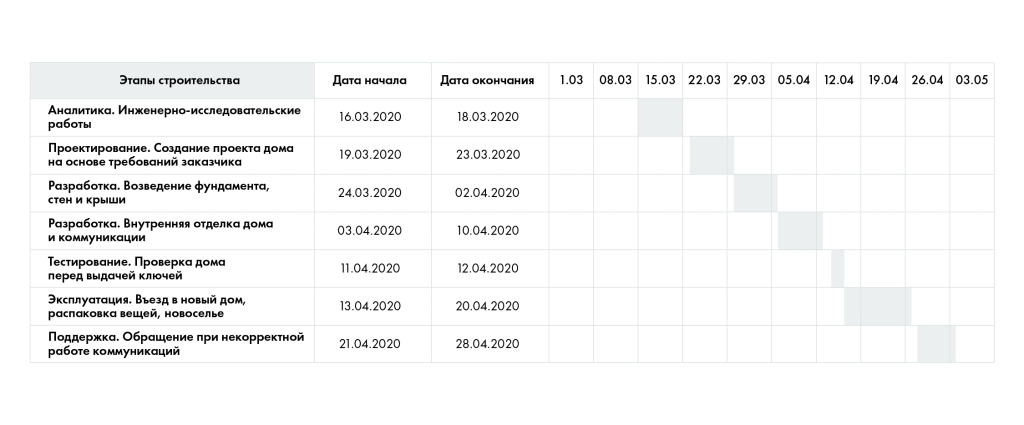 Этапы строительства Дата начала Дата окончания 1.03 08.03 15.03 22.03 29.03 05.04 12.04 19.04 26.04 03.05
Аналитика. Инженерно-исследовательские
работы 16.03.2020 18.03.2020
Проектирование. Создание проекта дома
на основе требований заказчика 19.03.2020 23.03.2020
Разработка. Возведение фундамента,
стен и крыши 24.03.2020 02.04.2020
Разработка. Внутренняя отделка дома
и коммуникации 03.04.2020 10.04.2020
Тестирование. Проверка дома
перед выдачей ключей 11.04.2020 12.04.2020
Эксплуатация. Въезд в новый дом,
распаковка вещей, новоселье 13.04.2020 20.04.2020
Поддержка. Обращение при некорректной
работе коммуникаций 21.04.2020 28.04.2020